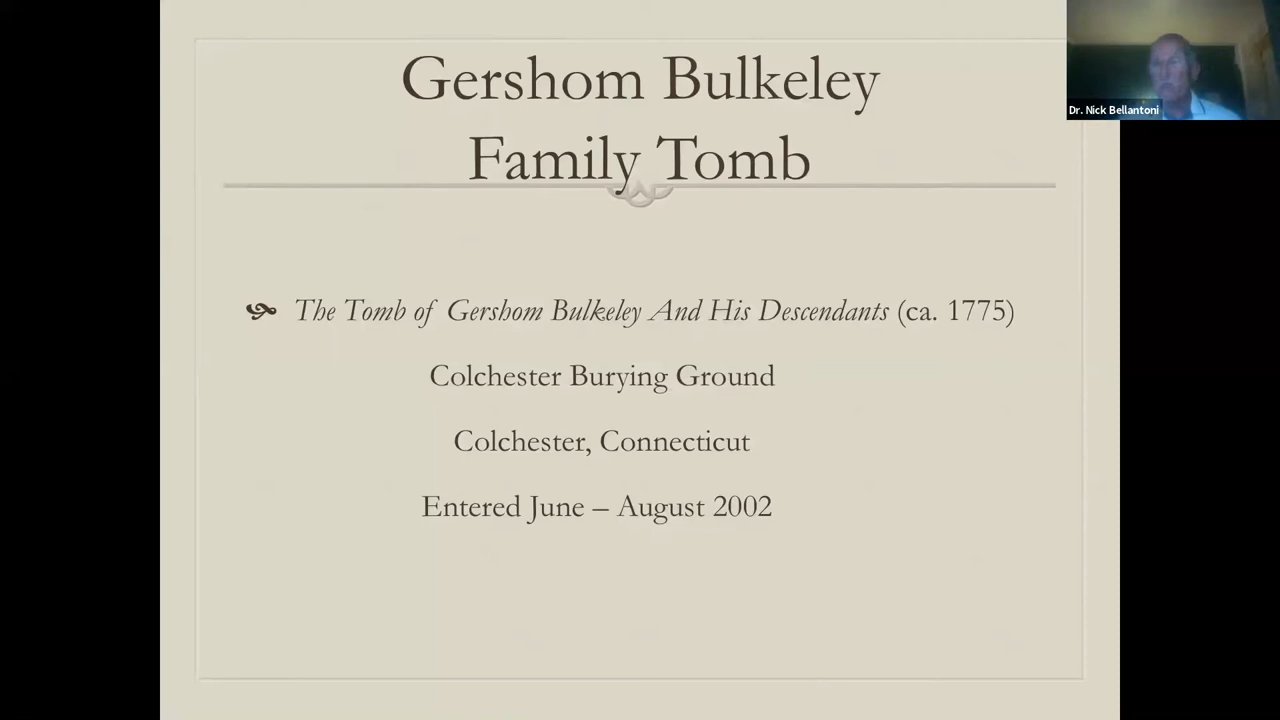 Gershom Bulkeley
Family Tomb
The Tomb of Gershom Bulkeley And His Descendants (ca. 1775)
Colchester Burying Ground
Colchester, Connecticut
Entered June – August 2002
Dr. Nick Bellantoni